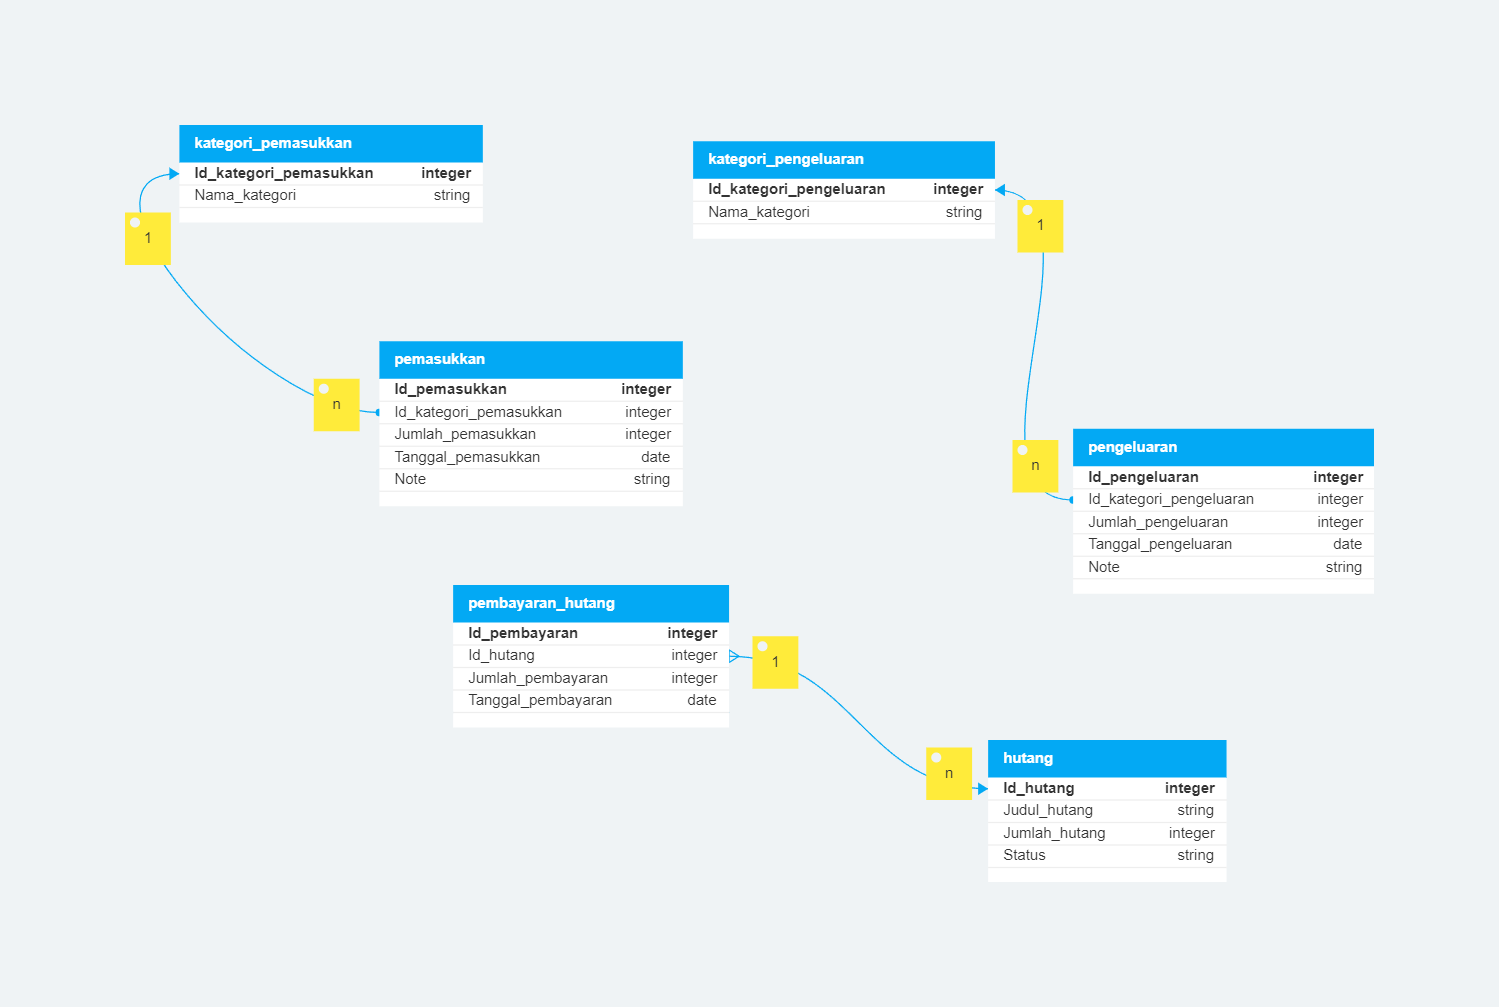 kategori_pemasukkan
Id_kategori_pemasukkan integer
Nama_kategori string
1
kategori_pengeluaran
Id_kategori_pengeluaran integer
Nama_kategori string
1
pemasukkan
Id_pemasukkan integer
Id_kategori_pemasukkan integer
Jumlah_pemasukkan integer
Tanggal_pemasukkan date
Note string
n
pengeluaran
Id_pengeluaran integer
Id_kategori_pengeluaran integer
Jumlah_pengeluaran integer
Tanggal_pengeluaran date
Note string
n
pembayaran_hutang
Id_pembayaran integer
Id_hutang integer
Jumlah_pembayaran integer
Tanggal_pembayaran date
1
n
hutang
Id_hutang integer
Judul_hutang string
Jumlah_hutang integer
Status string